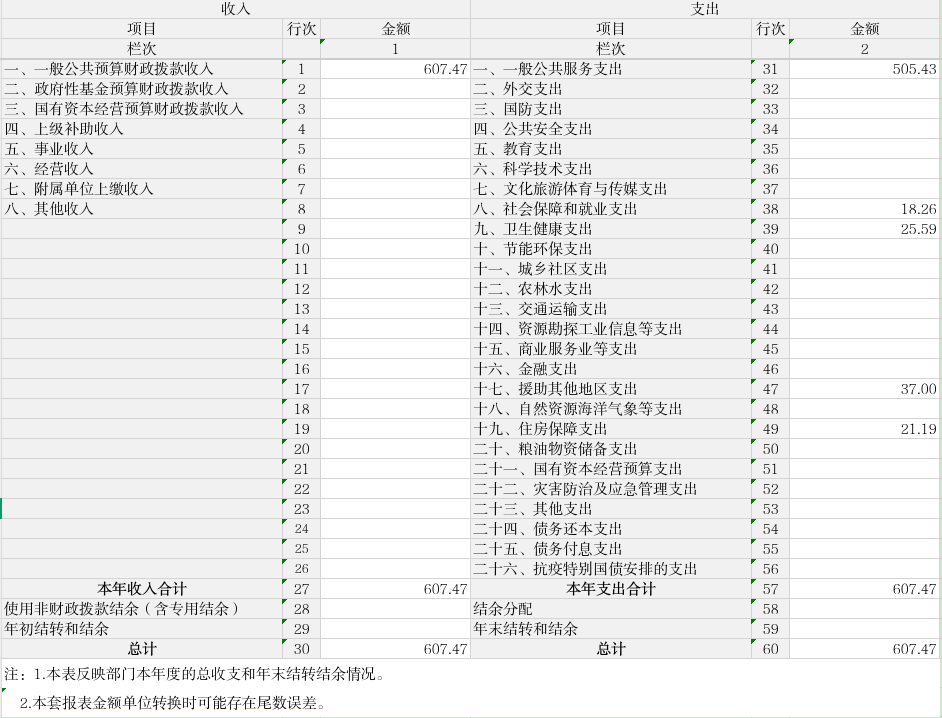 收入 支出
项目 行次 金额 项目 行次 金额
栏次 1 栏次 2
一、一般公共预算财政拨款收入 1 607.47 一、一般公共服务支出 31 505.43
二、政府性基金预算财政拨款收入 2 二、外交支出 32
三、国有资本经营预算财政拨款收入 3 三、国防支出 33
四、上级补助收入 4 四、公共安全支出 34
五、事业收入 5 五、教育支出 35
六、经营收入 6 六、科学技术支出 36
七、附属单位上缴收入 7 七、文化旅游体育与传媒支出 37
八、其他收入 8 八、社会保障和就业支出 38 18.26
9 九、卫生健康支出 39 25.59
10 十、节能环保支出 40
11 十一、城乡社区支出 41
12 十二、农林水支出 42
13 十三、交通运输支出 43
14 十四、资源勘探工业信息等支出 44
15 十五、商业服务业等支出 45
16 十六、金融支出 46
17 十七、援助其他地区支出 47 37.00
18 十八、自然资源海洋气象等支出 48
19 十九、住房保障支出 49 21.19
20 二十、粮油物资储备支出 50
21 二十一、国有资本经营预算支出 51
22 二十二、灾害防治及应急管理支出 52
23 二十三、其他支出 53
24 二十四、债务还本支出 54
25 二十五、债务付息支出 55
26 二十六、抗疫特别国债安排的支出 56
本年收入合计 27 607.47 本年支出合计 57 607.47
使用非财政拨款结余（含专用结余） 28 结余分配 58
年初结转和结余 29 年末结转和结余 59
总计 30 607.47 总计 60 607.47
注：1.本表反映部门本年度的总收支和年末结转结余情况。
2.本套报表金额单位转换时可能存在尾数误差。